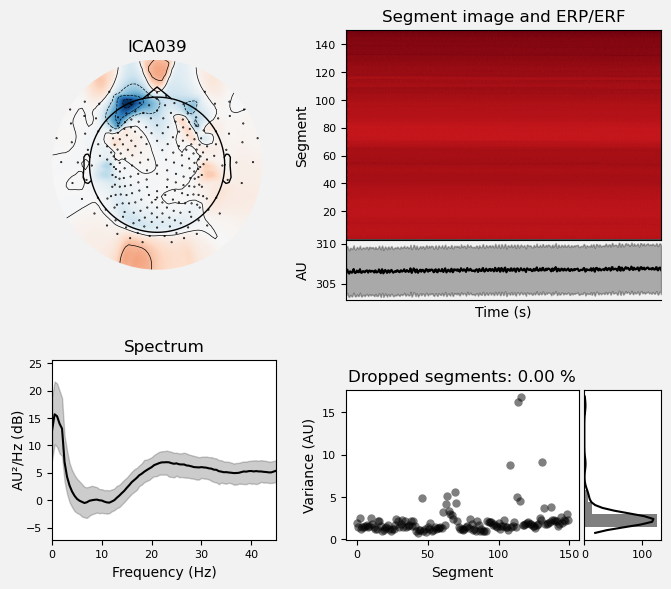 ICA039
Segment image and ERP/ERF
Segment
140
120
100
80
60
40
20
AU
310
305
Time (s)
Spectrum
AU²/Hz (dB)
25
20
15
10
5
0
−5
0 10 20 30 40
Frequency (Hz)
Dropped segments: 0.00 %
Variance (AU)
15
10
5
0
0 50 100 150
Segment
0 100